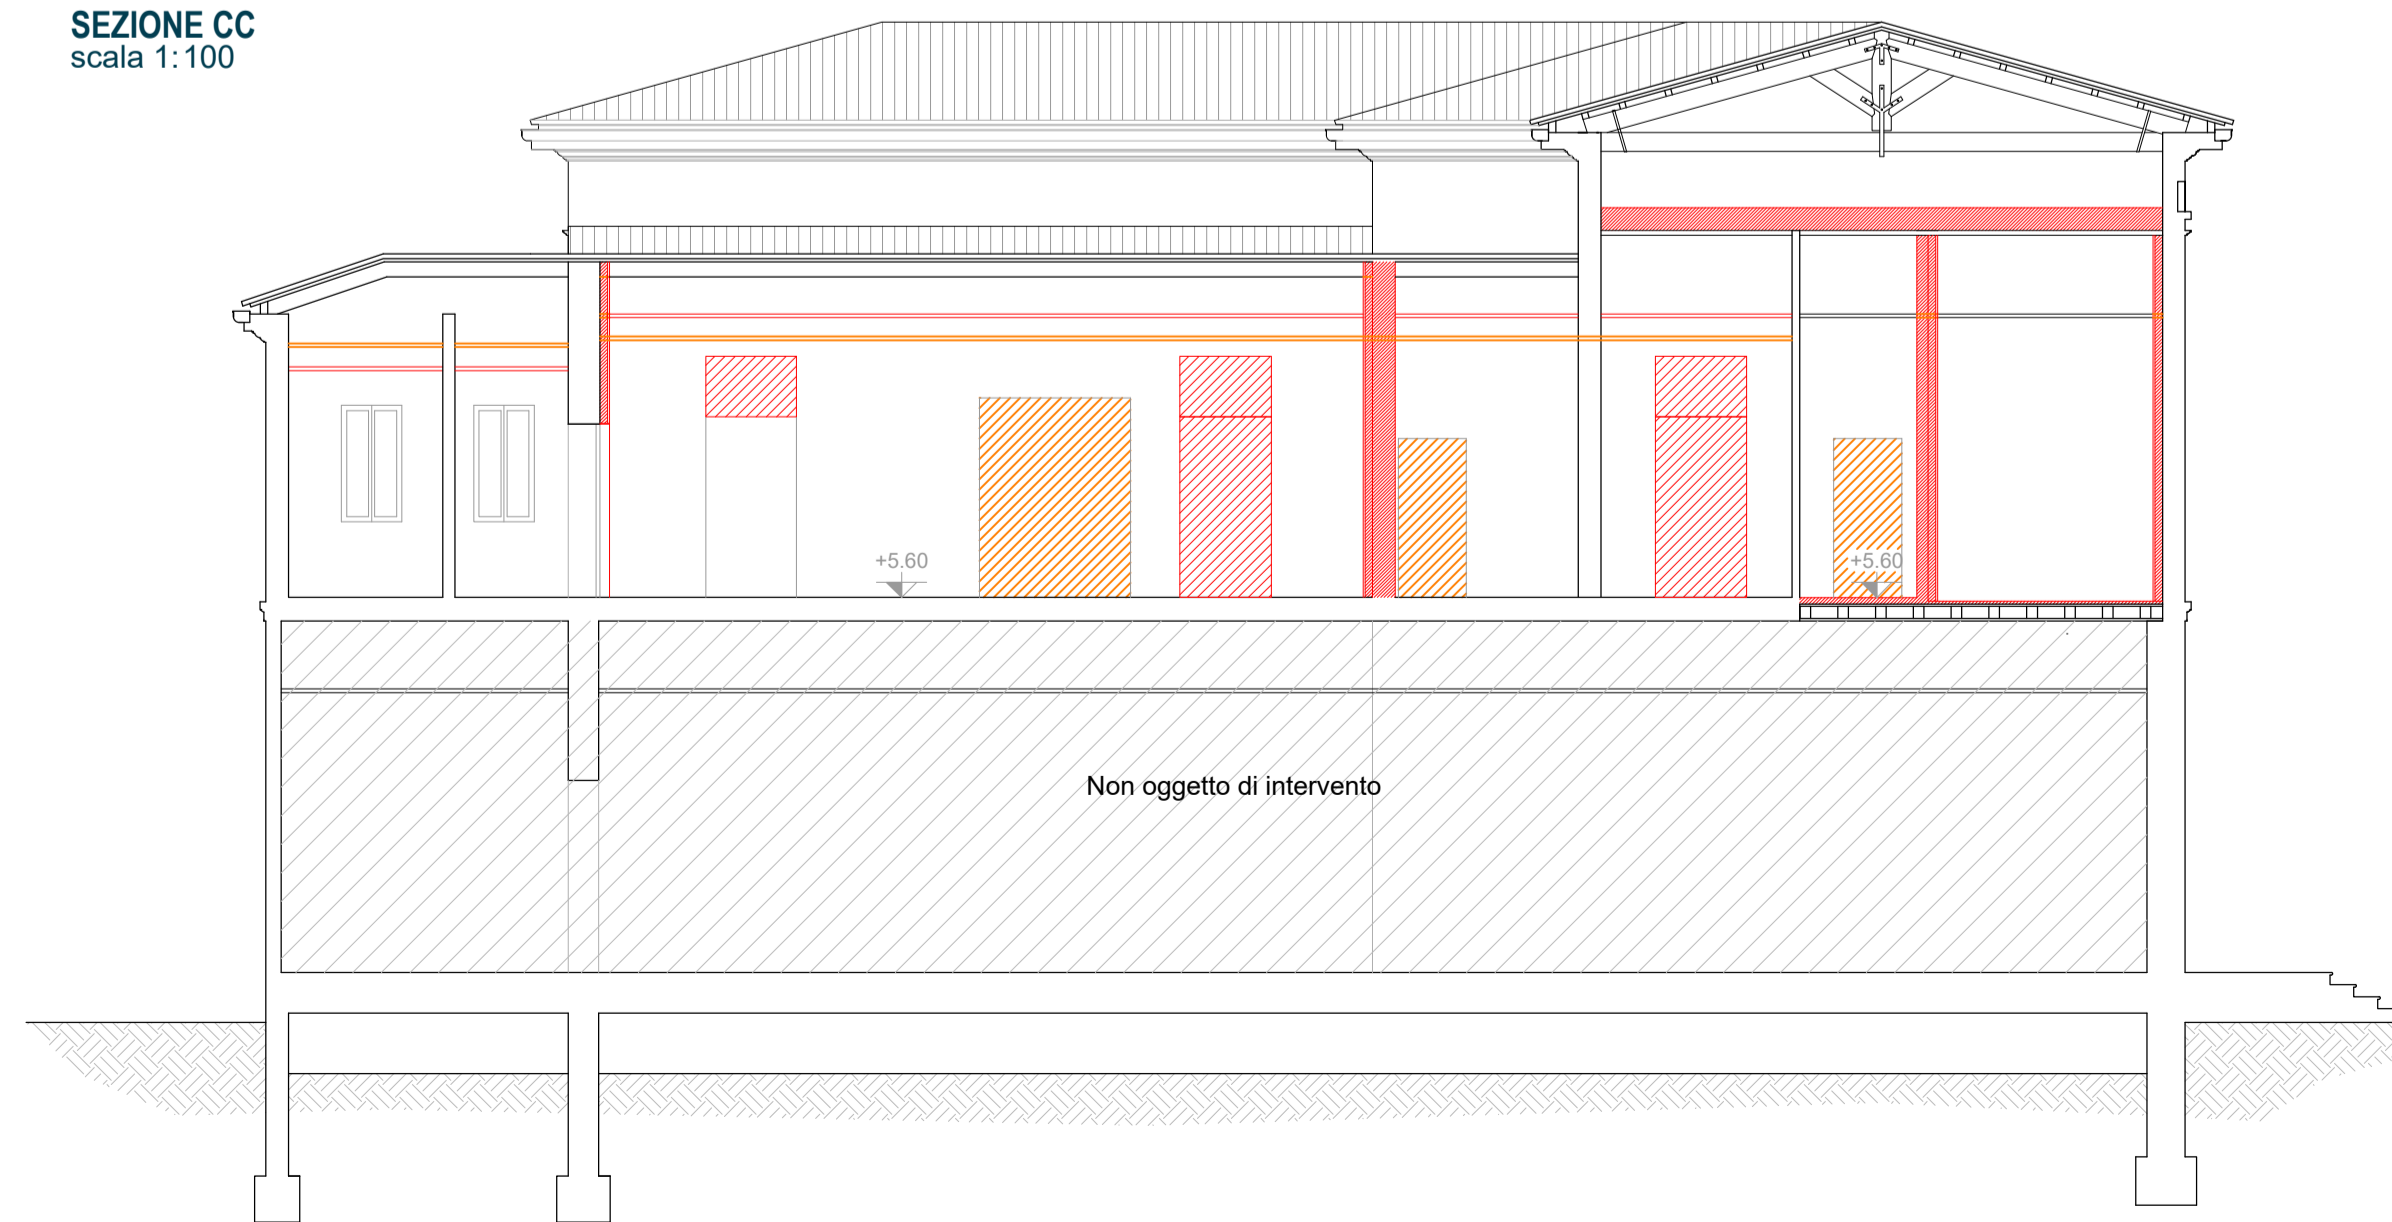 SEZIONE CC
scala 1:100
+5.60
+5.60
Non oggetto di intervento